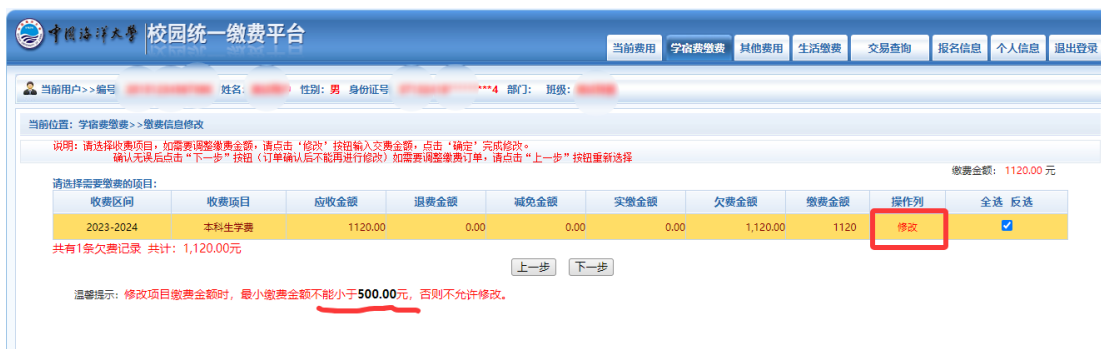 中国海洋大学 校园统一缴费平台
当前费用 学宿费缴费 其他费用 生活缴费 交易查询 报名信息 个人信息 退出登录
当前用户>>编号 姓名: 性别: 男 身份证号 ***4 部门: 班级:
当前位置: 学宿费缴费>>缴费信息修改
说明: 请选择收费项目, 如需要调整缴费金额, 请点击 ‘修改’ 按钮输入交费金额, 点击 ‘确定’ 完成修改。
确认无误后点击 “下一步” 按钮 (订单确认后不能再进行修改) 如需要调整缴费订单, 请点击 “上一步” 按钮重新选择
缴费金额: 1120.00 元
请选择需要缴费的项目:
收费区间 收费项目 应收金额 退费金额 减免金额 实缴金额 欠费金额 缴费金额 操作列 全选 反选
2023-2024 本科生学费 1120.00 0.00 0.00 0.00 1,120.00 1120 修改
共有1条欠费记录 共计: 1,120.00元
上一步 下一步
温馨提示: 修改项目缴费金额时, 最小缴费金额不能小于500.00元, 否则不允许修改。